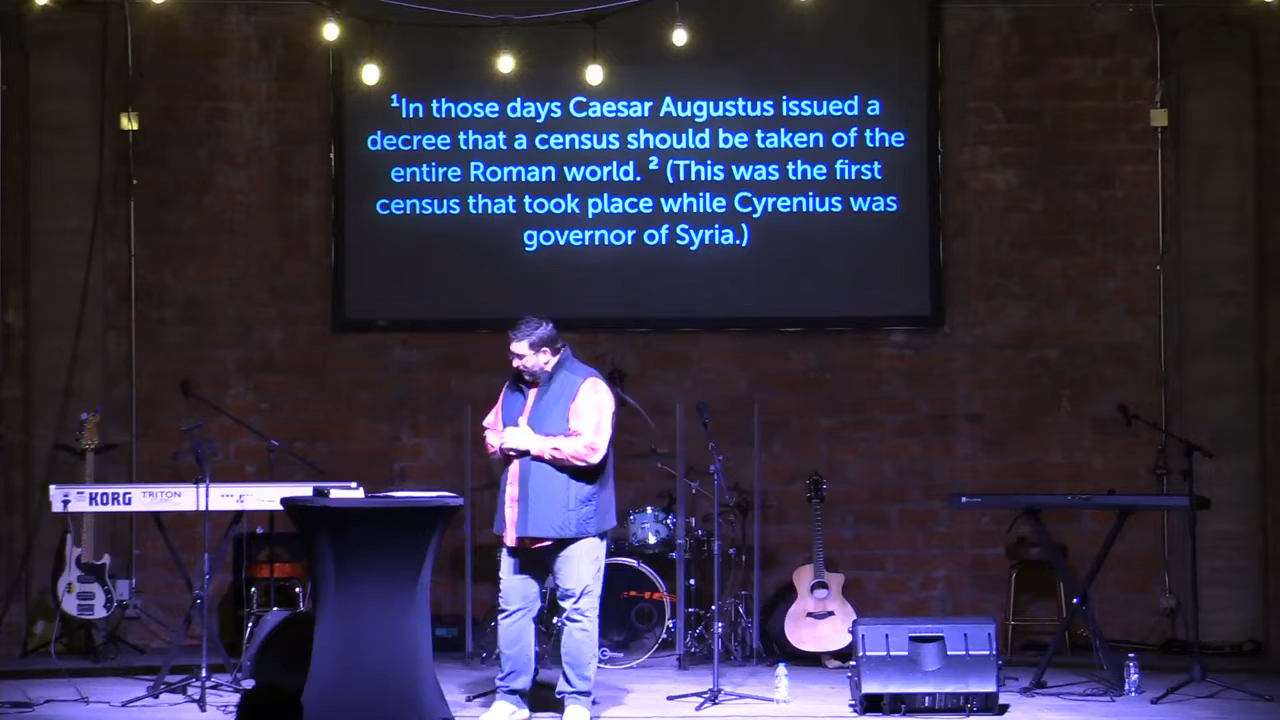 ¹In those days Caesar Augustus issued a
decree that a census should be taken of the
entire Roman world. ² (This was the first
census that took place while Cyrenius was
governor of Syria.)
KORG TRITON